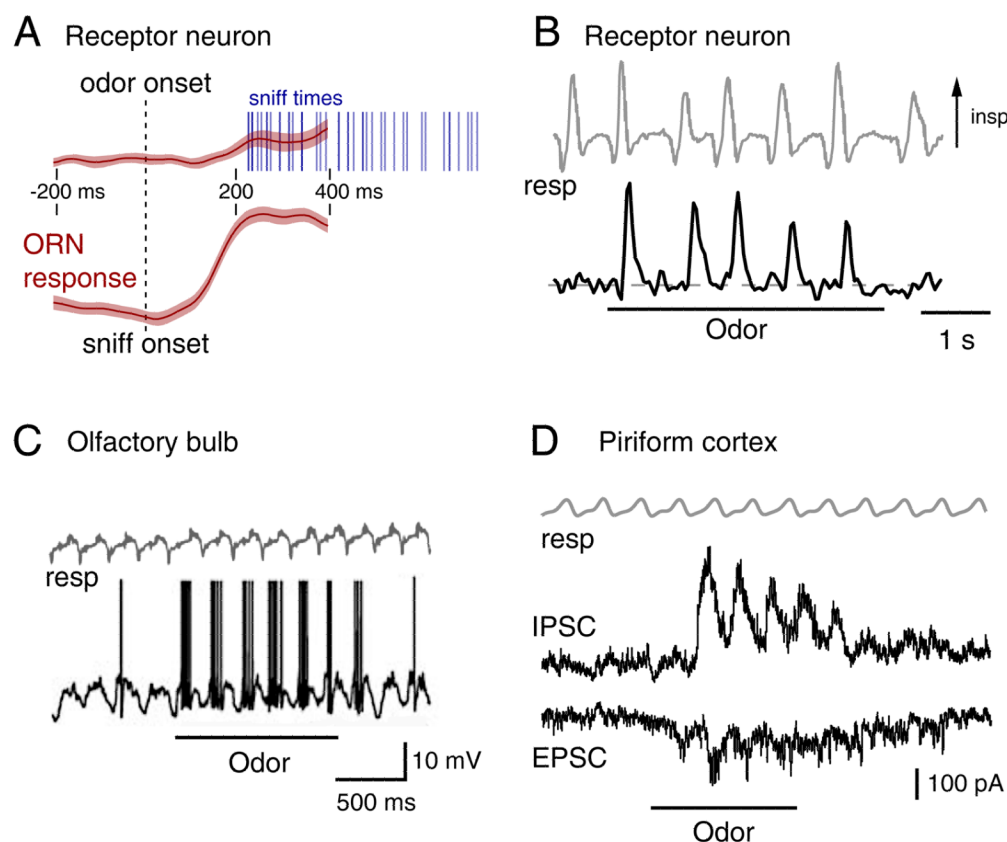 A Receptor neuron
odor onset
sniff times
-200 ms
200
400 ms
ORN
response
sniff onset
B Receptor neuron
insp
resp
Odor
1 s
C Olfactory bulb
resp
Odor
10 mV
500 ms
D Piriform cortex
resp
IPSC
EPSC
100 pA
Odor